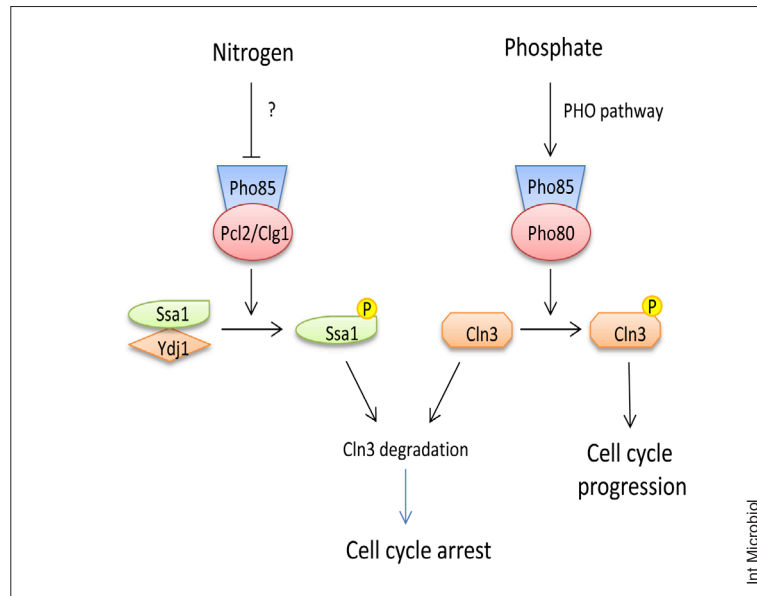 Nitrogen
Phosphate
?
PHO pathway
Pho85
Pcl2/Clg1
Pho85
Pho80
Ssa1
Ydj1
P
Ssa1
Cln3
P
Cln3
Cln3 degradation
Cell cycle
progression
Cell cycle arrest
Int Microbiol